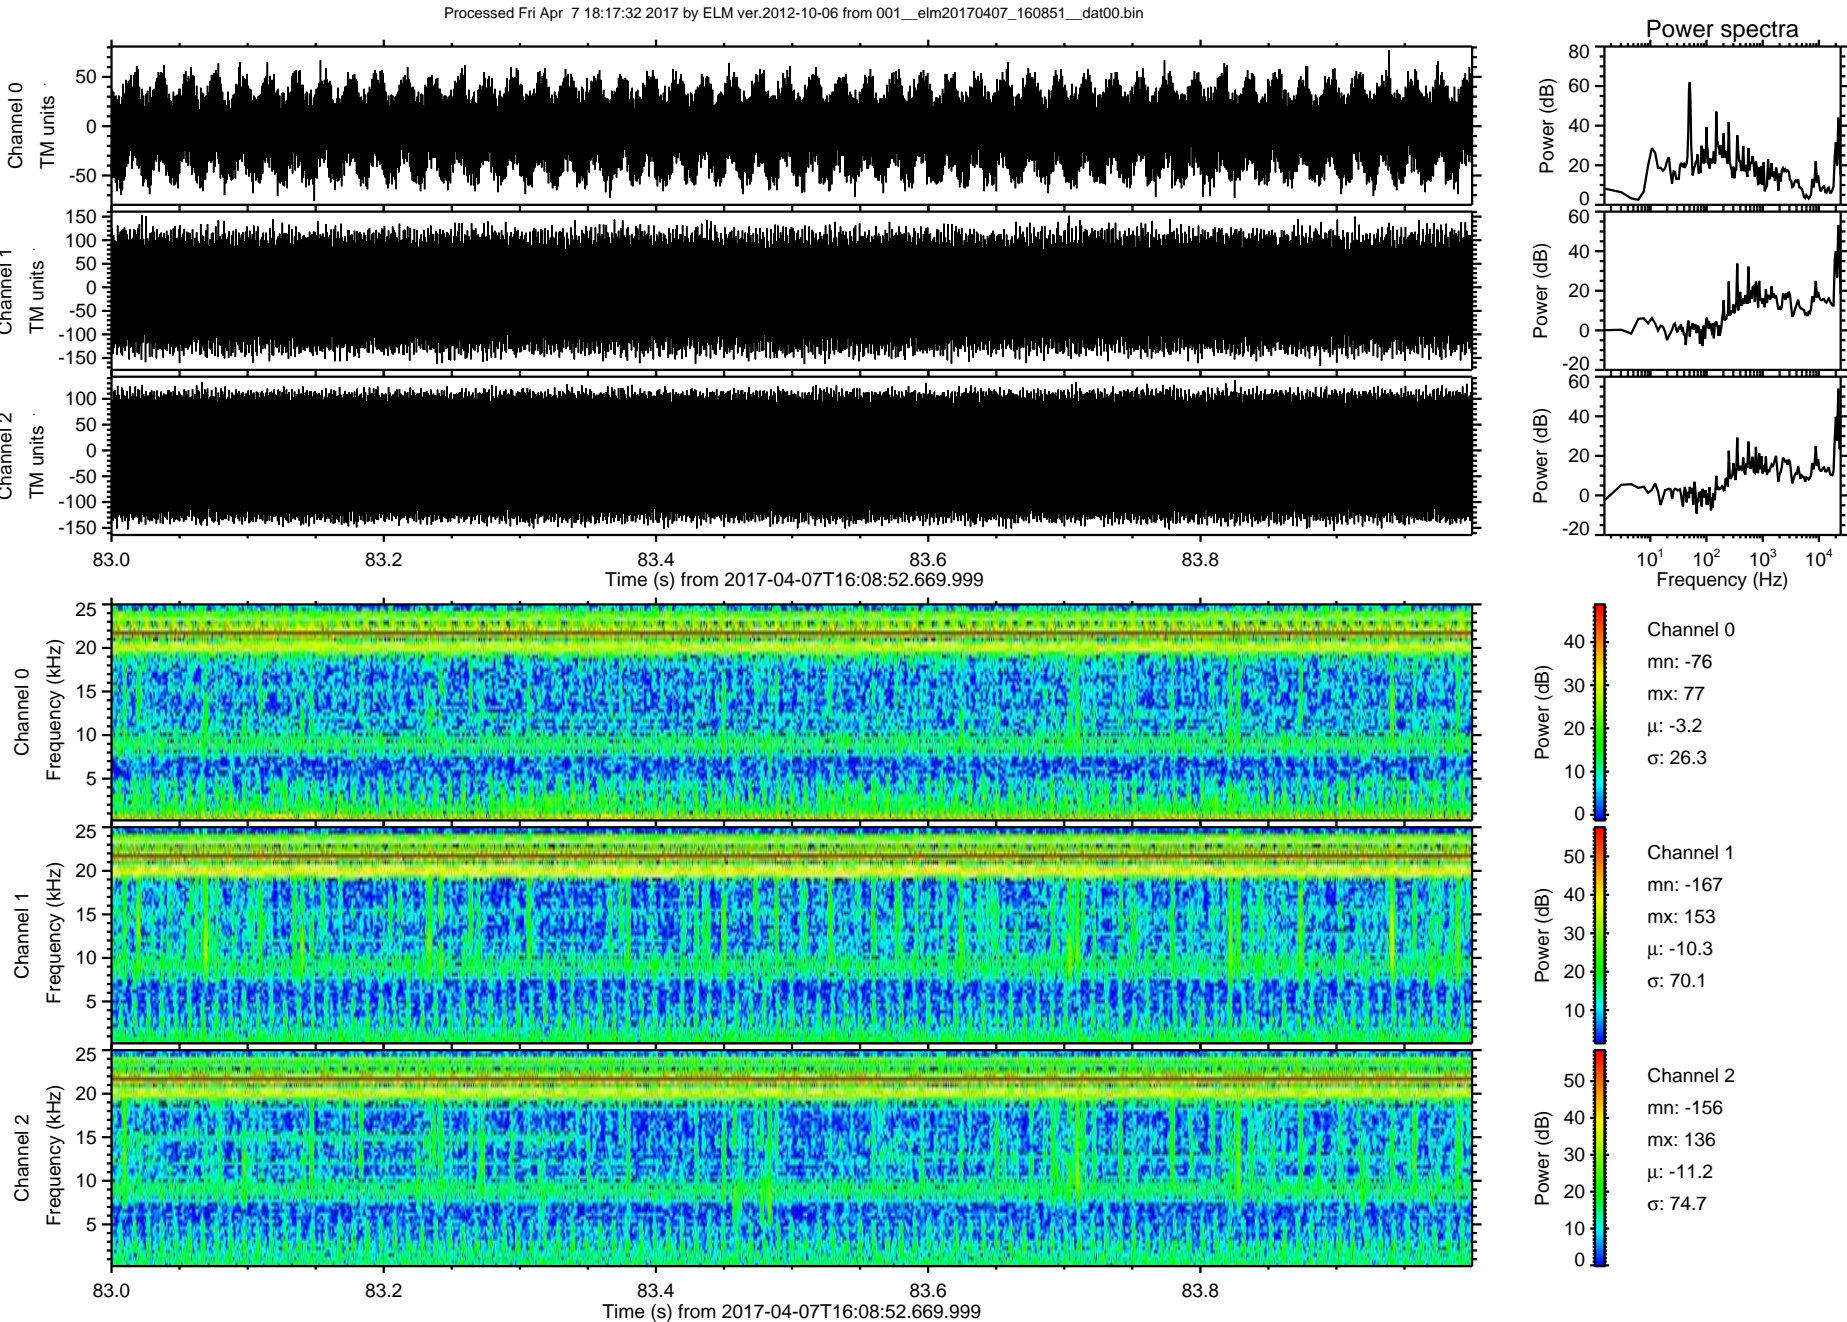 Processed Fri Apr  7 18:17:32 2017 by ELM ver.2012-10-06 from 001__elm20170407_160851__dat00.bin
Power spectra
Channel 0
TM units
50
0
-50
Power (dB)
80
60
40
20
0
Channel 1
TM units
150
100
50
0
-50
-100
-150
Power (dB)
60
40
20
0
-20
Channel 2
TM units
100
50
0
-50
-100
-150
Power (dB)
60
40
20
0
-20
83.0 83.2 83.4 83.6 83.8
Time (s) from 2017-04-07T16:08:52.669.999
10¹ 10² 10³ 10⁴
Frequency (Hz)
Channel 0
Frequency (kHz)
25
20
15
10
5
Power (dB)
40
30
20
10
0
Channel 0
mn: -76
mx: 77
μ: -3.2
σ: 26.3
Channel 1
Frequency (kHz)
25
20
15
10
5
Power (dB)
50
40
30
20
10
Channel 1
mn: -167
mx: 153
μ: -10.3
σ: 70.1
Channel 2
Frequency (kHz)
25
20
15
10
5
Power (dB)
50
40
30
20
10
0
Channel 2
mn: -156
mx: 136
μ: -11.2
σ: 74.7
83.0 83.2 83.4 83.6 83.8
Time (s) from 2017-04-07T16:08:52.669.999